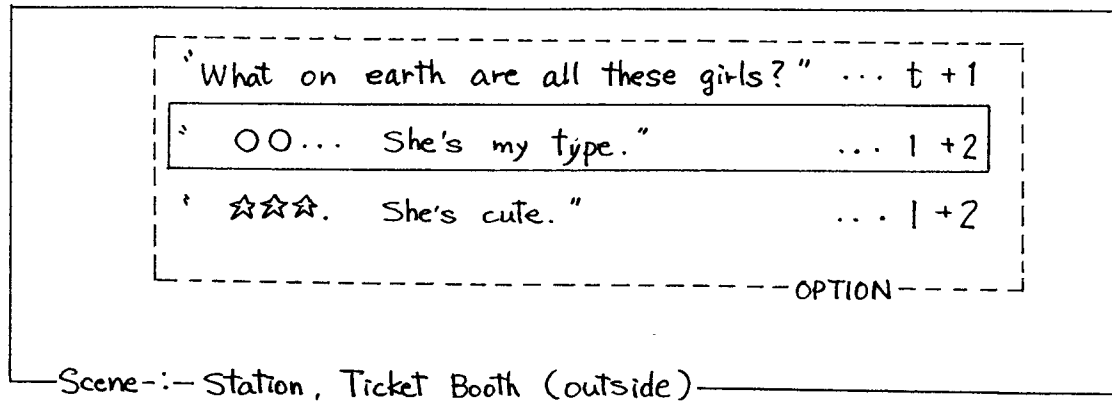 "What on earth are all these girls?" ... t +1
" ○○... She's my type." ... 1 +2
" ☆☆☆. She's cute." ... 1 +2
OPTION
Scene-:- Station, Ticket Booth (outside)